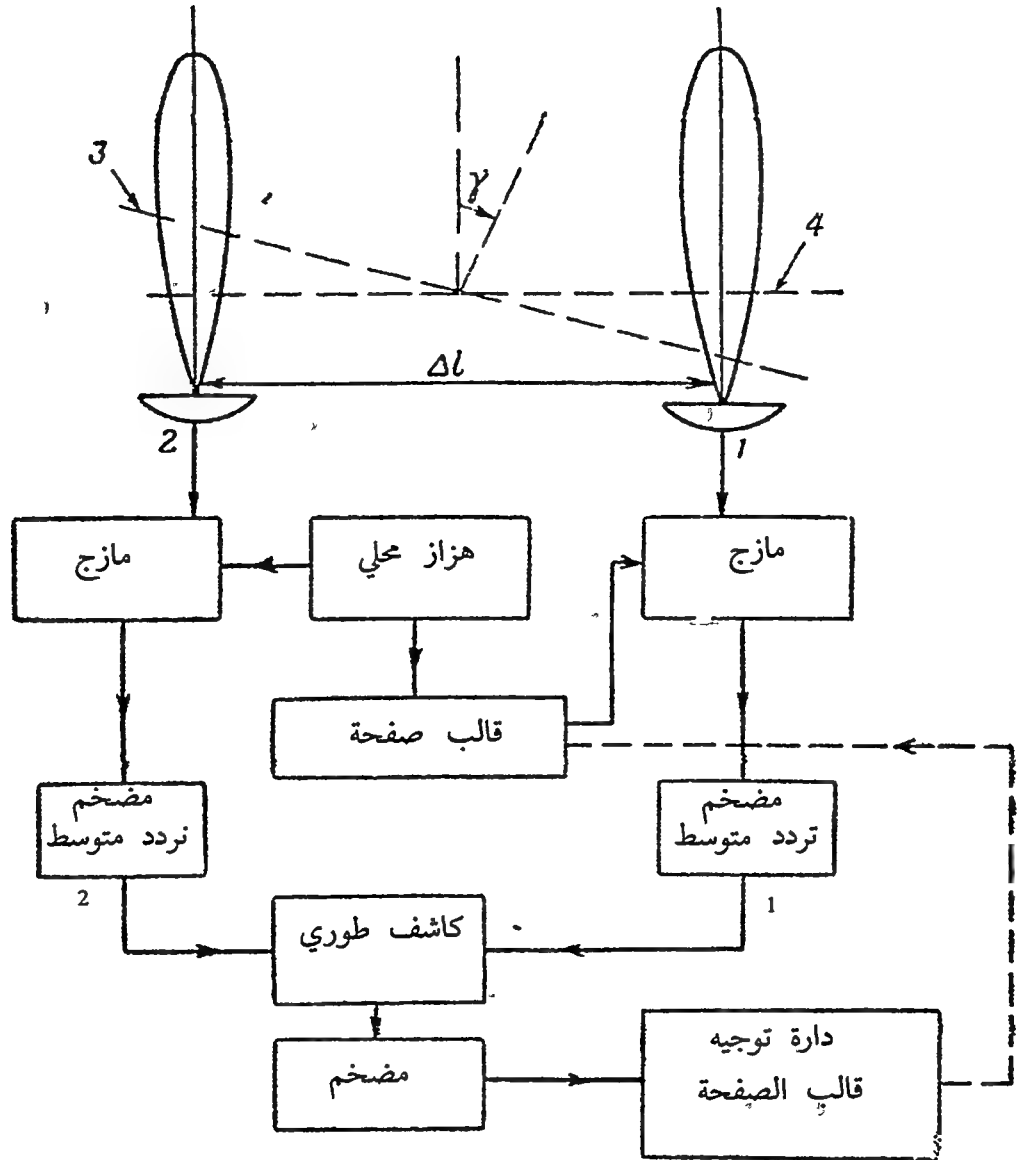 3
γ
4
Δl
2
1
مازج
هزاز محلي
مازج
قالب صفحة
مضخم
نردد متوسط
مضخم
تردد متوسط
2
1
كاشف طوري
مضخم
دارة توجيه
قالب الصفحة